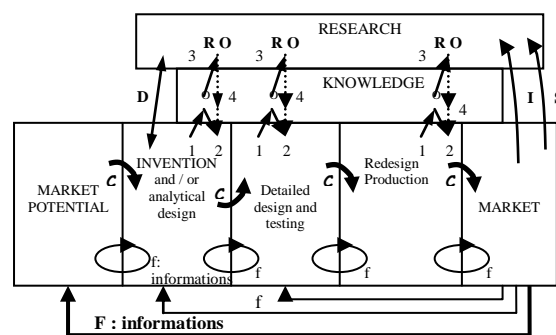 RESEARCH
3 R O 3 R O 3 R O
KNOWLEDGE
D 4 4 4 I S
1 2 1 2 1 2
INVENTION
and / or
analytical
design
Redesign
Production
Detailed
design and
testing
MARKET
POTENTIAL
MARKET
C C C C
f:
informations
f f f
f
F : informations